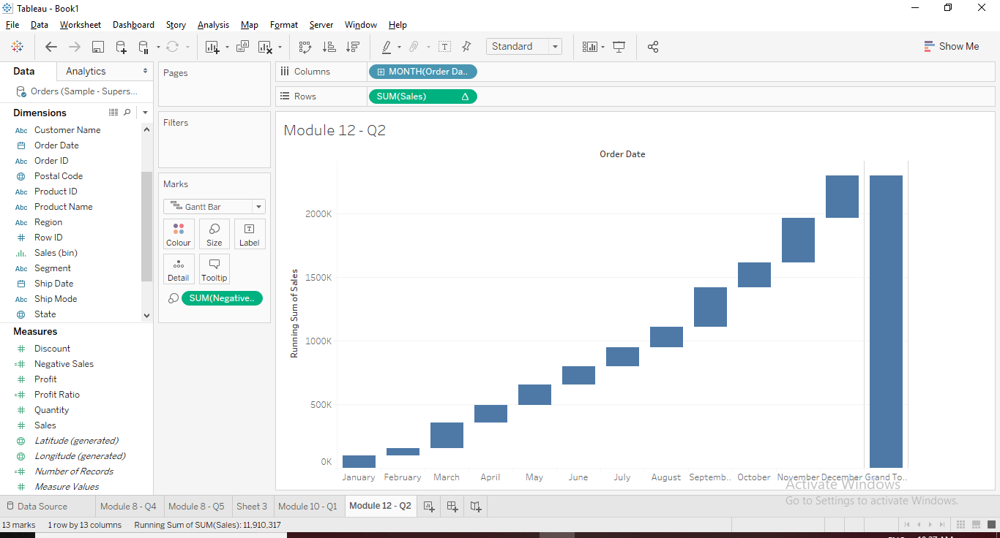 Tableau - Book1
File Data Worksheet Dashboard Story Analysis Map Format Server Window Help
Standard
Show Me
Data Analytics
Orders (Sample - Supers...
Dimensions
Abc Customer Name
Order Date
Abc Order ID
Postal Code
Abc Product ID
Abc Product Name
Abc Region
Row ID
Sales (bin)
Abc Segment
Ship Date
Abc Ship Mode
State
Measures
Discount
Negative Sales
Profit
Profit Ratio
Quantity
Sales
Latitude (generated)
Longitude (generated)
Number of Records
Measure Values
Pages
Filters
Marks
Gantt Bar
Colour Size Label
Detail Tooltip
SUM(Negative..
Columns MONTH(Order Da..
Rows SUM(Sales)
Module 12 - Q2
Order Date
Running Sum of Sales
2000K
1500K
1000K
500K
0K
January February March April May June July August Septemb.. October November December Grand To..
Activate Windows
Go to Settings to activate Windows.
Data Source Module 8 - Q4 Module 8 - Q5 Sheet 3 Module 10 - Q1 Module 12 - Q2
13 marks 1 row by 13 columns Running Sum of SUM(Sales): 11,910,317